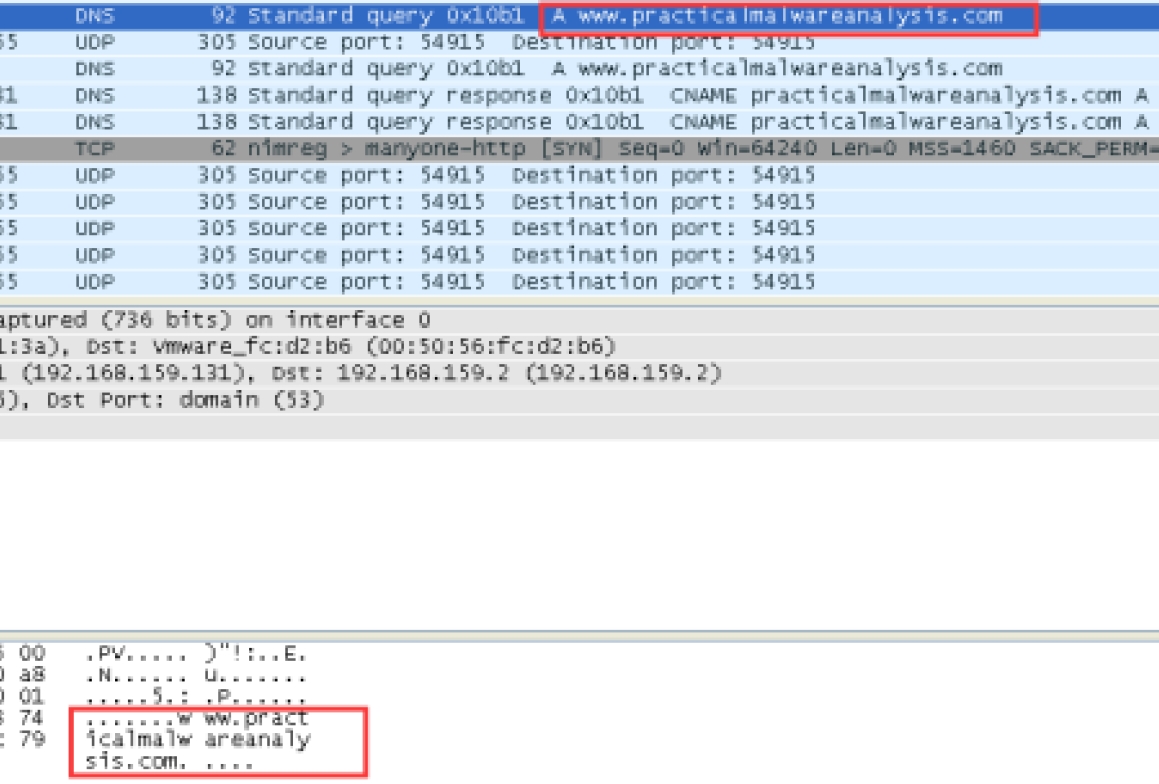 DNS 92 Standard query 0x10b1 A www.practicalmalwareanalysis.com
55 UDP 305 Source port: 54915 Destination port: 54915
DNS 92 Standard query 0x10b1 A www.practicalmalwareanalysis.com
31 DNS 138 Standard query response 0x10b1 CNAME practicalmalwareanalysis.com A
31 DNS 138 Standard query response 0x10b1 CNAME practicalmalwareanalysis.com A
TCP 62 nimreg > manyone-http [SYN] Seq=0 Win=64240 Len=0 MSS=1460 SACK_PERM=
55 UDP 305 Source port: 54915 Destination port: 54915
55 UDP 305 Source port: 54915 Destination port: 54915
55 UDP 305 Source port: 54915 Destination port: 54915
55 UDP 305 Source port: 54915 Destination port: 54915
55 UDP 305 Source port: 54915 Destination port: 54915
aptured (736 bits) on interface 0
1:3a), Dst: Vmware_fc:d2:b6 (00:50:56:fc:d2:b6)
1 (192.168.159.131), Dst: 192.168.159.2 (192.168.159.2)
), Dst Port: domain (53)
00 .PV..... )"!:..E.
a8 .N...... u.......
01 .....5.: .P......
74 .......w ww.pract
79 icalmalw areanaly
sis.com. ....